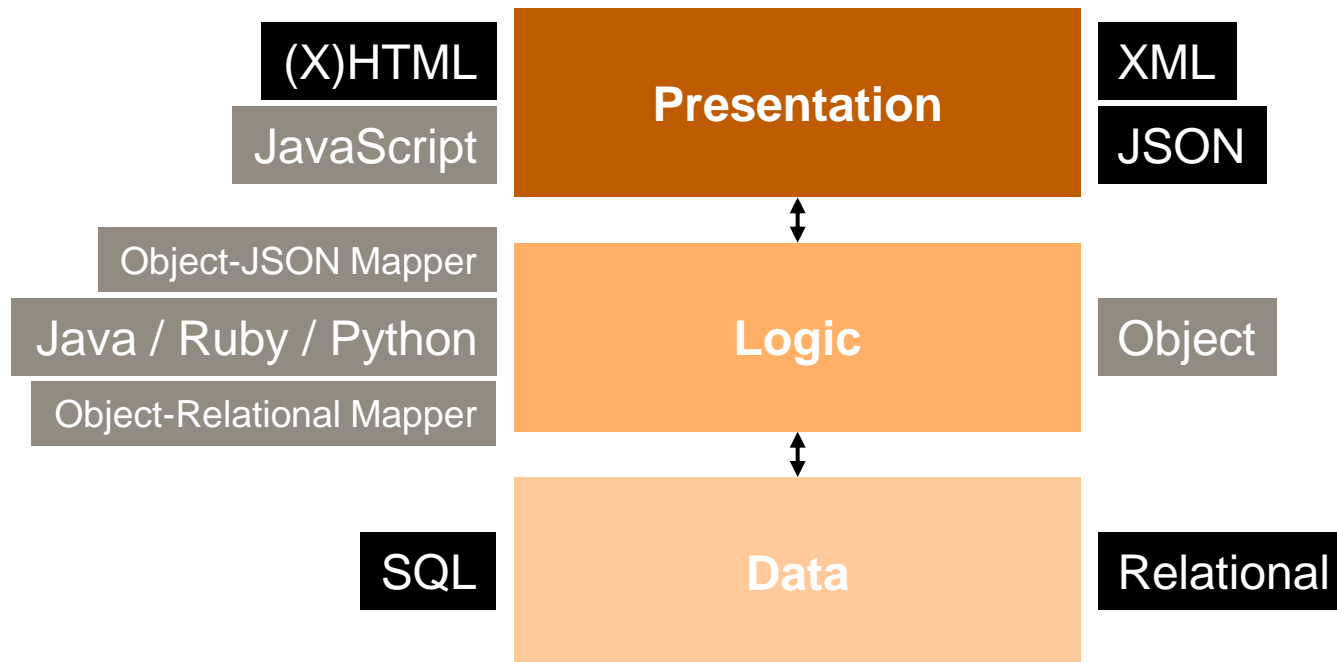 (X)HTML
Presentation
XML
JavaScript
JSON
Object-JSON Mapper
Java / Ruby / Python
Logic
Object
Object-Relational Mapper
SQL
Data
Relational